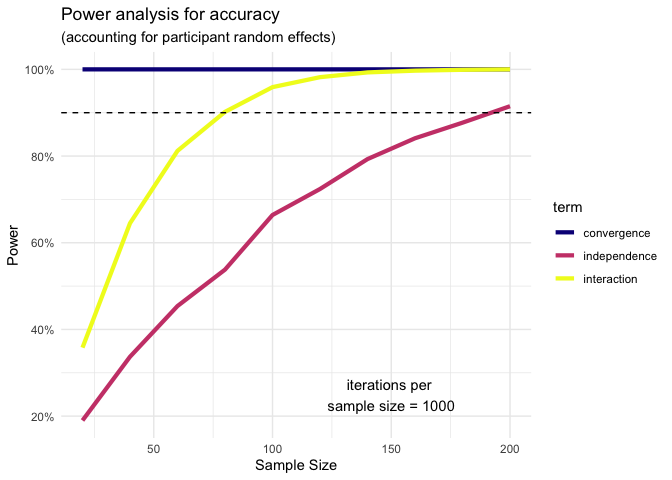 Power analysis for accuracy
(accounting for participant random effects)
100%
80%
60%
40%
20%
Power
50
100
150
200
Sample Size
iterations per
sample size = 1000
term
convergence
independence
interaction